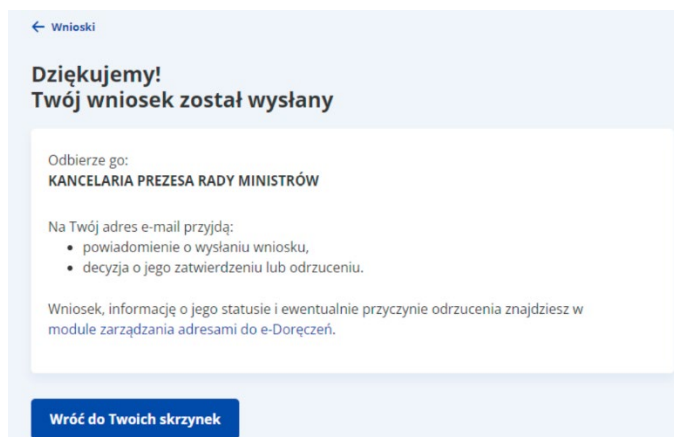 ← Wnioski
Dziękujemy!
Twój wniosek został wysłany
Odbierze go:
KANCELARIA PREZESA RADY MINISTRÓW
Na Twój adres e-mail przyjdą:
• powiadomienie o wysłaniu wniosku,
• decyzja o jego zatwierdzeniu lub odrzuceniu.
Wniosek, informację o jego statusie i ewentualnie przyczynie odrzucenia znajdziesz w
module zarządzania adresami do e-Doręczeń.
Wróć do Twoich skrzynek